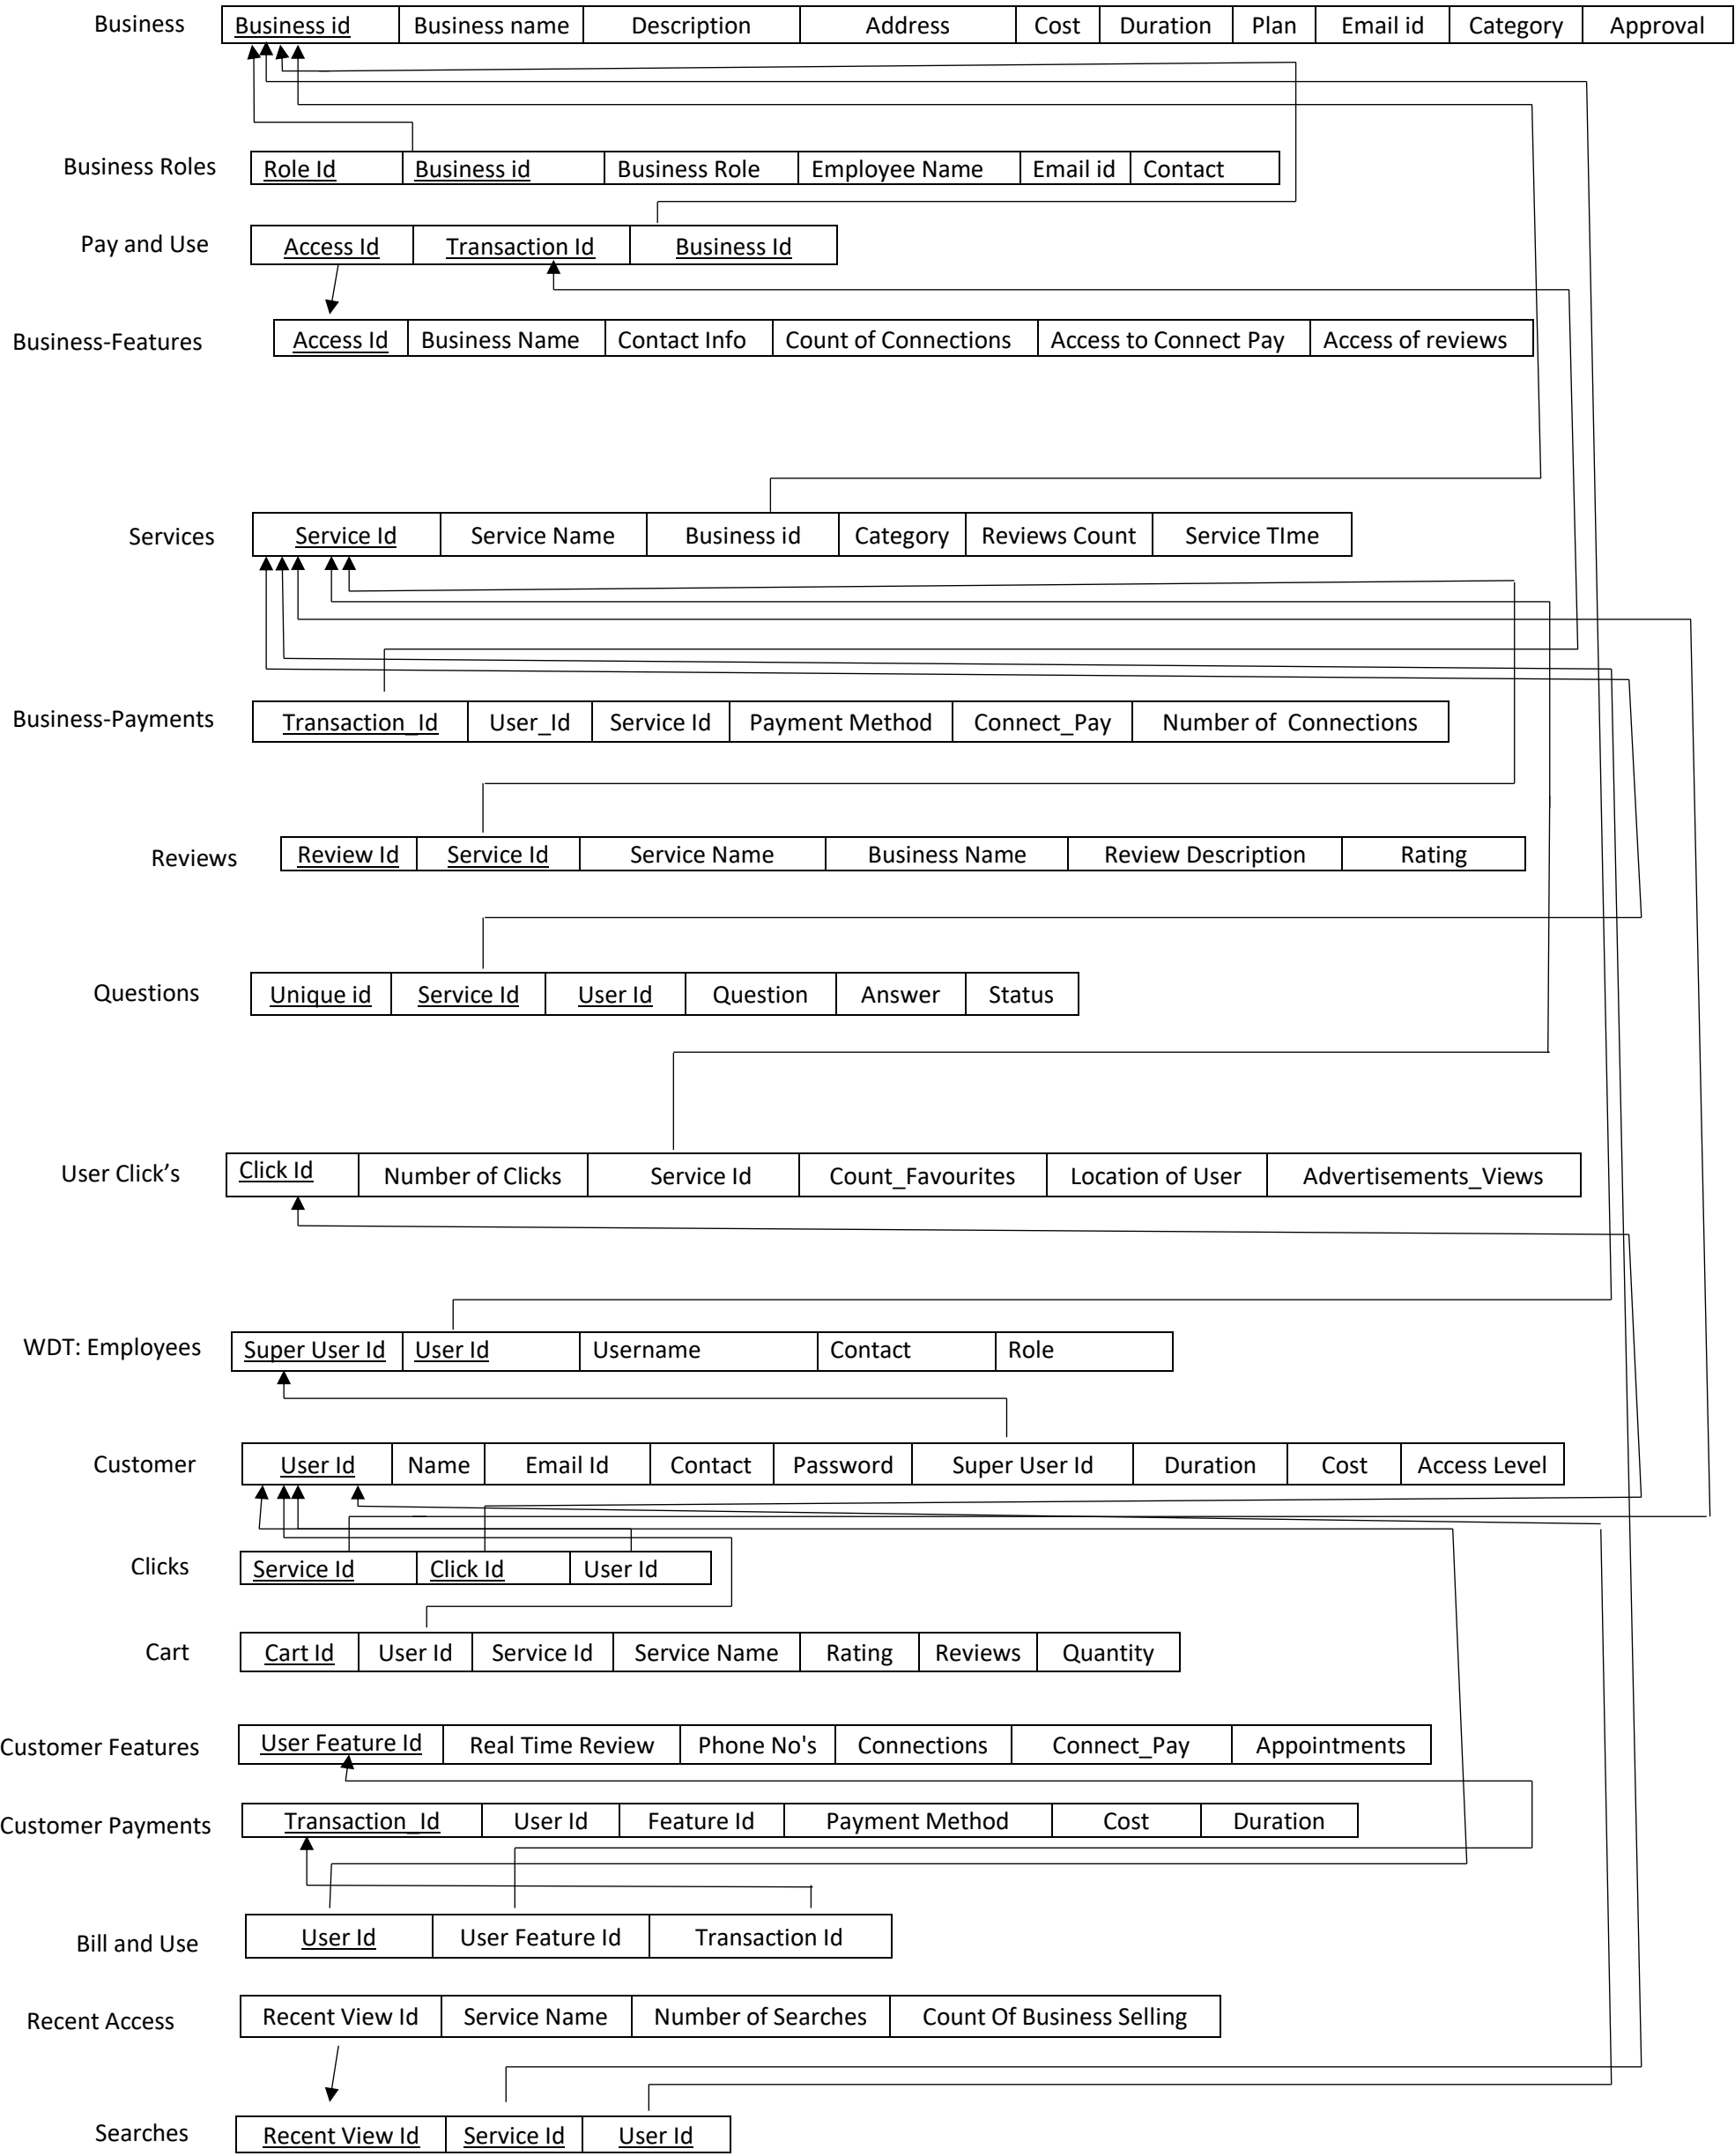 Business Business id Business name Description Address Cost Duration Plan Email id Category Approval
Business Roles Role Id Business id Business Role Employee Name Email id Contact
Pay and Use Access Id Transaction Id Business Id
Business-Features Access Id Business Name Contact Info Count of Connections Access to Connect Pay Access of reviews
Services Service Id Service Name Business id Category Reviews Count Service TIme
Business-Payments Transaction_Id User_Id Service Id Payment Method Connect_Pay Number of Connections
Reviews Review Id Service Id Service Name Business Name Review Description Rating
Questions Unique id Service Id User Id Question Answer Status
User Click’s Click Id Number of Clicks Service Id Count_Favourites Location of User Advertisements_Views
WDT: Employees Super User Id User Id Username Contact Role
Customer User Id Name Email Id Contact Password Super User Id Duration Cost Access Level
Clicks Service Id Click Id User Id
Cart Cart Id User Id Service Id Service Name Rating Reviews Quantity
Customer Features User Feature Id Real Time Review Phone No's Connections Connect_Pay Appointments
Customer Payments Transaction_Id User Id Feature Id Payment Method Cost Duration
Bill and Use User Id User Feature Id Transaction Id
Recent Access Recent View Id Service Name Number of Searches Count Of Business Selling
Searches Recent View Id Service Id User Id